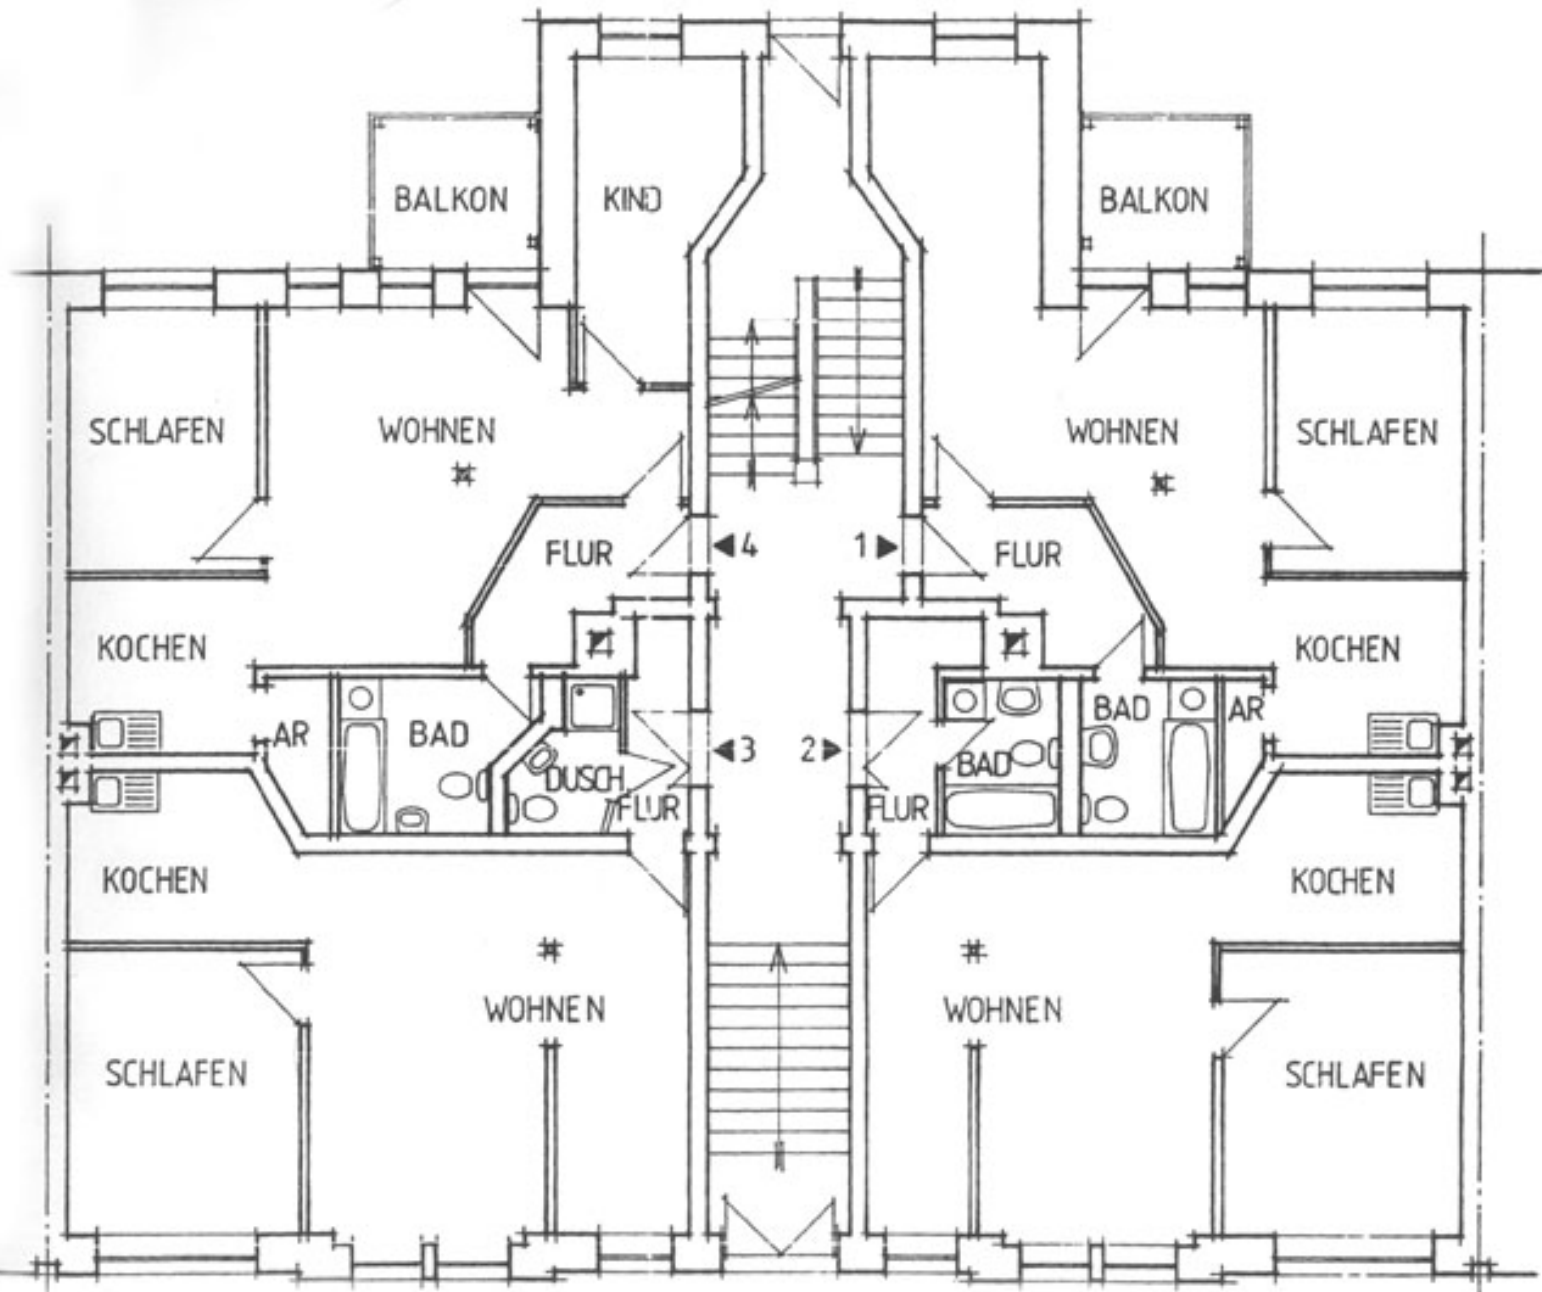 BALKON
KIND
BALKON
SCHLAFEN
WOHNEN
WOHNEN
SCHLAFEN
FLUR
4
1
FLUR
KOCHEN
KOCHEN
AR
BAD
BAD
AR
3
2
DUSCH
BAD
FLUR
FLUR
KOCHEN
KOCHEN
WOHNEN
WOHNEN
SCHLAFEN
SCHLAFEN